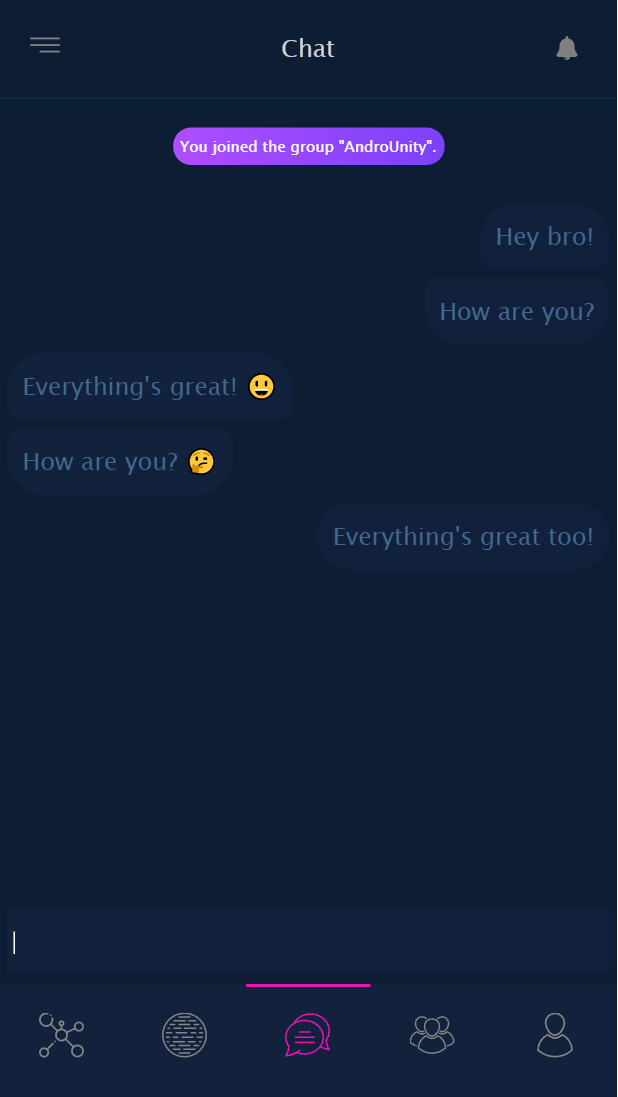 Chat
You joined the group "AndroUnity".
Hey bro!
How are you?
Everything's great! 😃
How are you? 🤔
Everything's great too!